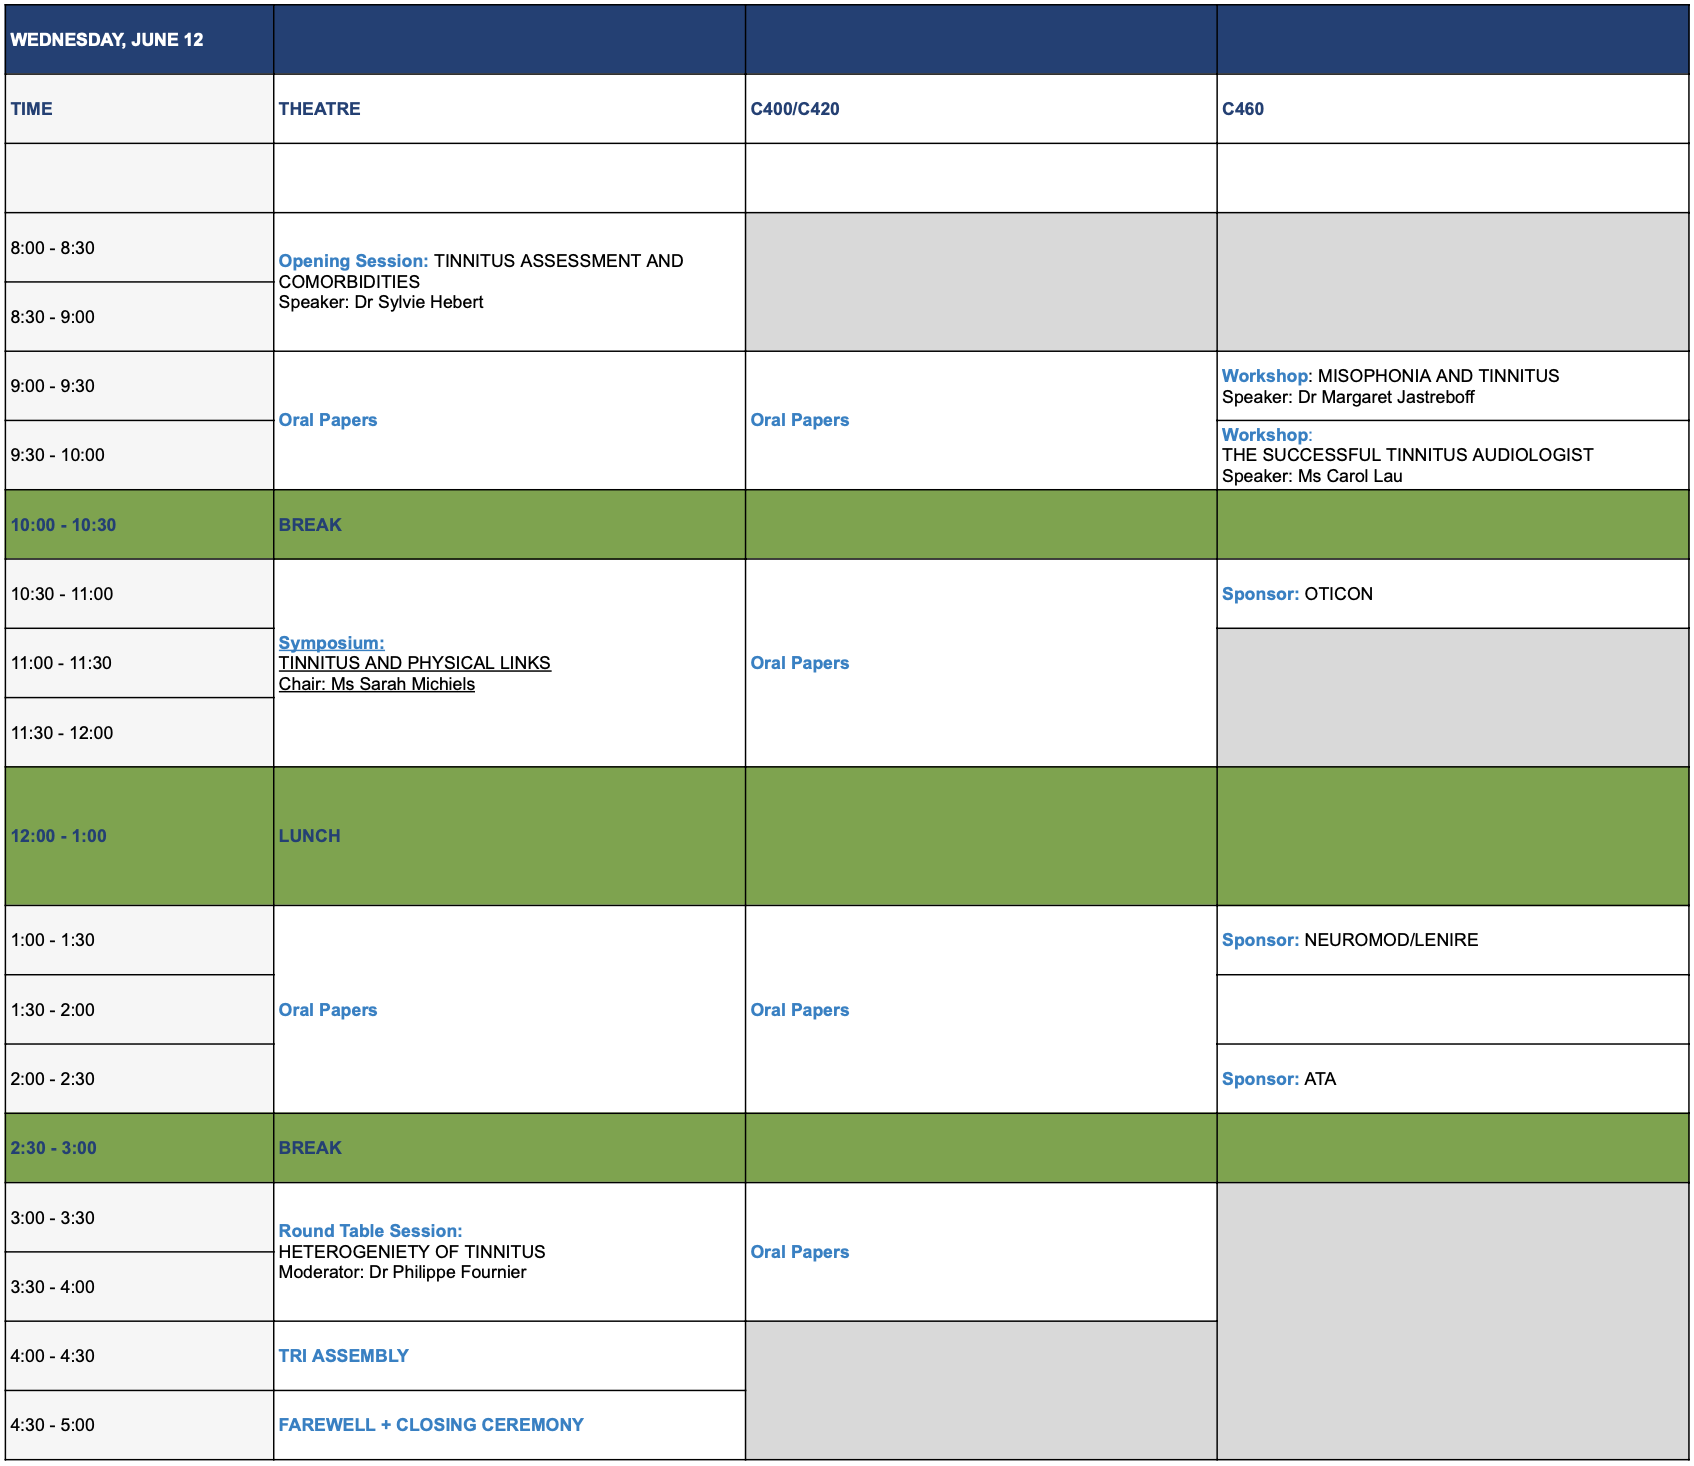 WEDNESDAY, JUNE 12
TIME
THEATRE
C400/C420
C460
8:00 - 8:30
Opening Session: TINNITUS ASSESSMENT AND
COMORBIDITIES
Speaker: Dr Sylvie Hebert
8:30 - 9:00
9:00 - 9:30
Oral Papers
Oral Papers
Workshop: MISOPHONIA AND TINNITUS
Speaker: Dr Margaret Jastreboff
9:30 - 10:00
Workshop:
THE SUCCESSFUL TINNITUS AUDIOLOGIST
Speaker: Ms Carol Lau
10:00 - 10:30
BREAK
10:30 - 11:00
Symposium:
TINNITUS AND PHYSICAL LINKS
Chair: Ms Sarah Michiels
Oral Papers
Sponsor: OTICON
11:00 - 11:30
11:30 - 12:00
12:00 - 1:00
LUNCH
1:00 - 1:30
Oral Papers
Oral Papers
Sponsor: NEUROMOD/LENIRE
1:30 - 2:00
2:00 - 2:30
Sponsor: ATA
2:30 - 3:00
BREAK
3:00 - 3:30
Round Table Session:
HETEROGENIETY OF TINNITUS
Moderator: Dr Philippe Fournier
Oral Papers
3:30 - 4:00
4:00 - 4:30
TRI ASSEMBLY
4:30 - 5:00
FAREWELL + CLOSING CEREMONY